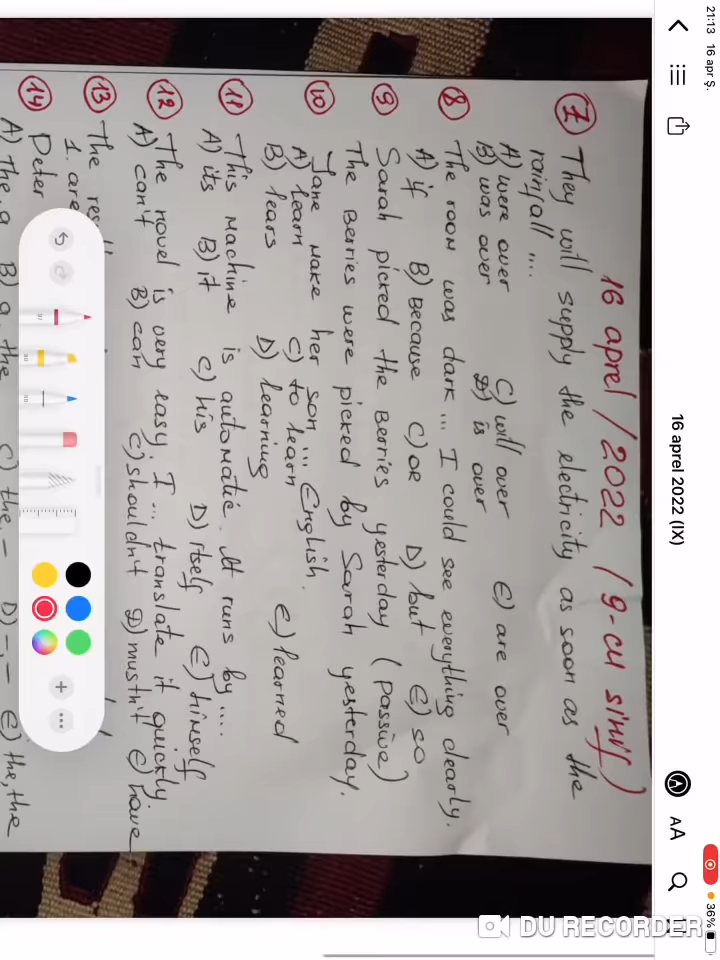 21:13 16 apr Ş.
36%
16 aprel 2022 (IX)
AA
16 aprel / 2022 (9-cu sinif)
7 They will supply the electricity as soon as the
rainfall ....
A) were over C) will over E) are over
B) was over D) is over
8 The room was dark ... I could see everything clearly.
A) if B) Because C) or D) but E) so
9 Sarah picked the Berries yesterday (passive)
The Berries were picked by Sarah yesterday.
10 Jane make her son ... English.
A) learn C) to learn E) learned
B) lears D) learning
11 This machine is automatic. It runs by ....
A) its B) it C) his D) itself E) himself
12 The novel is very easy. I ... translate it quickly
A) can't B) can C) shouldn't D) mustn't E) have
13 The
1. are
14 Peter
A) The, a B) a, the C) the, – D) –, – E) the, the
DU RECORDER